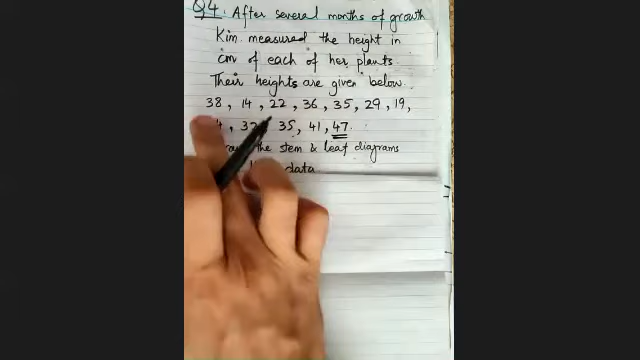 Q4. After several months of growth
Kim measured the height in
cm of each of her plants.
Their heights are given below.
38, 14, 22, 36, 35, 29, 19,
35, 41, 47.
the stem & leaf diagrams
data